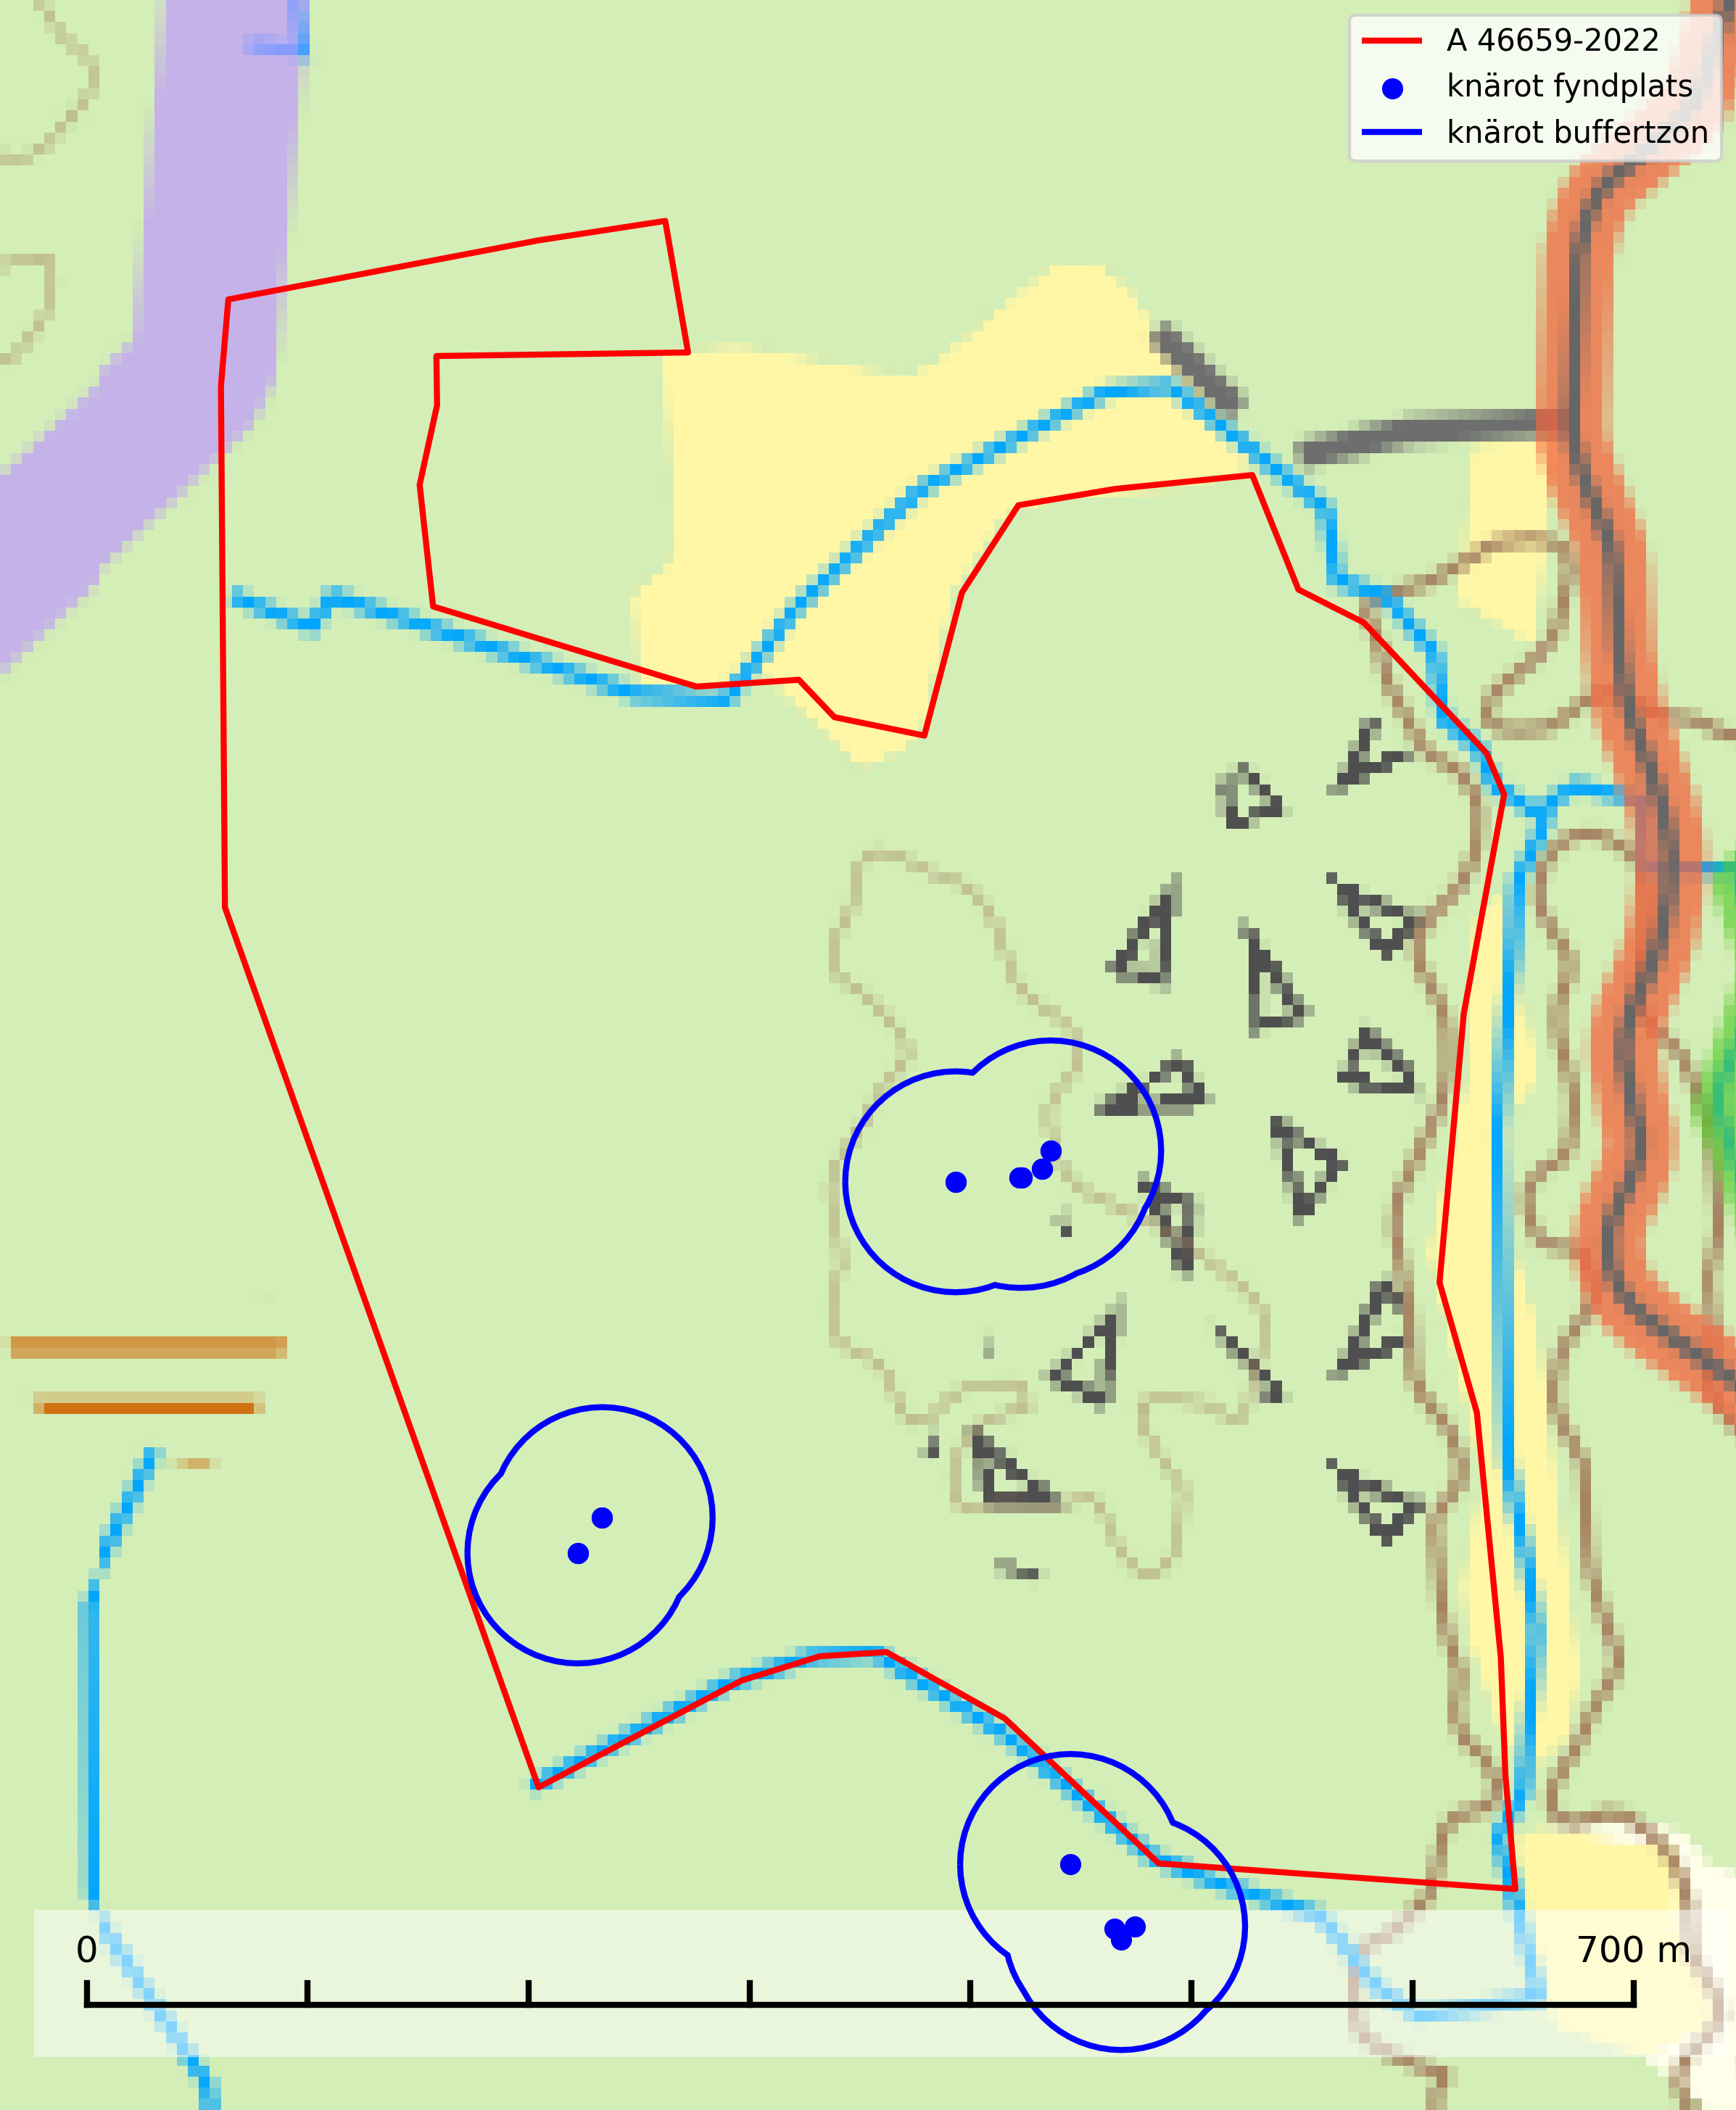 A 46659-2022
knärot fyndplats
knärot buffertzon
0 700 m